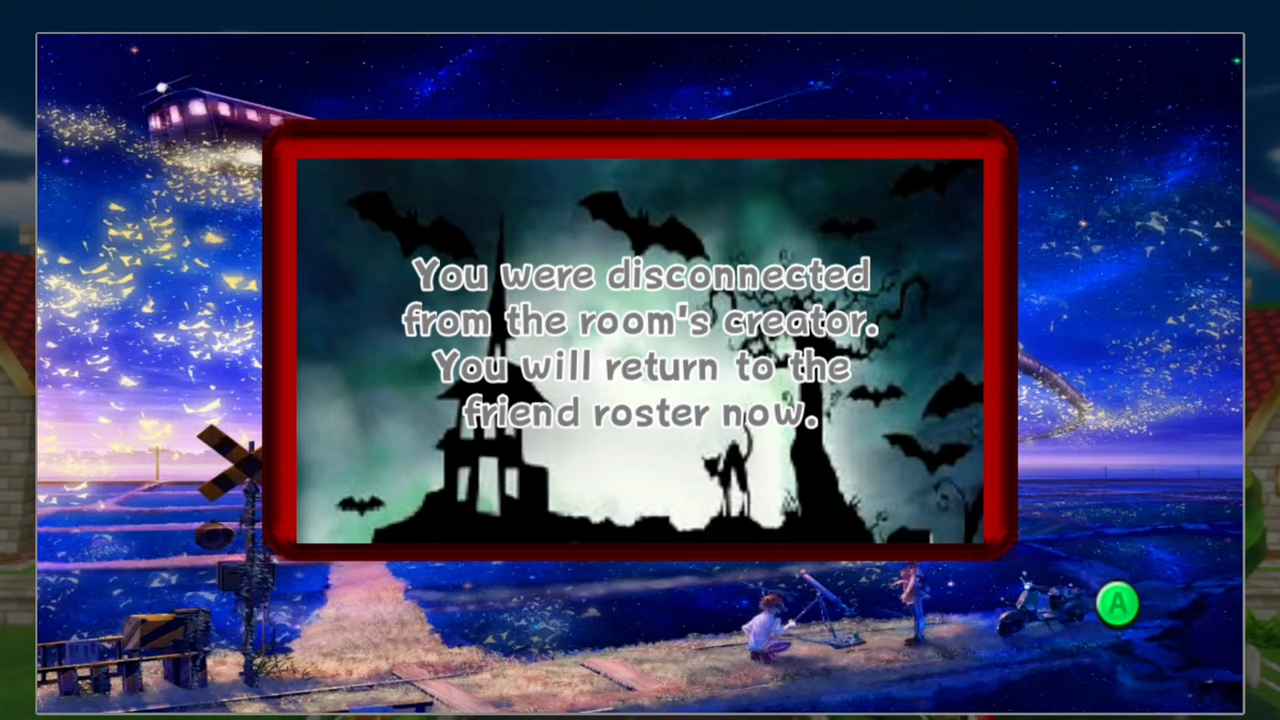 You were disconnected
from the room's creator.
You will return to the
friend roster now.
A